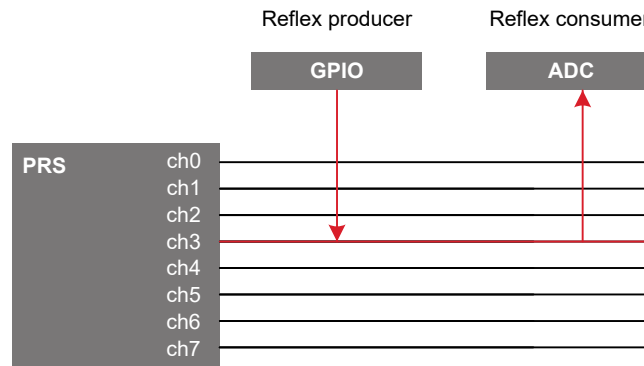 Reflex producer Reflex consumer
GPIO ADC
PRS ch0
ch1
ch2
ch3
ch4
ch5
ch6
ch7